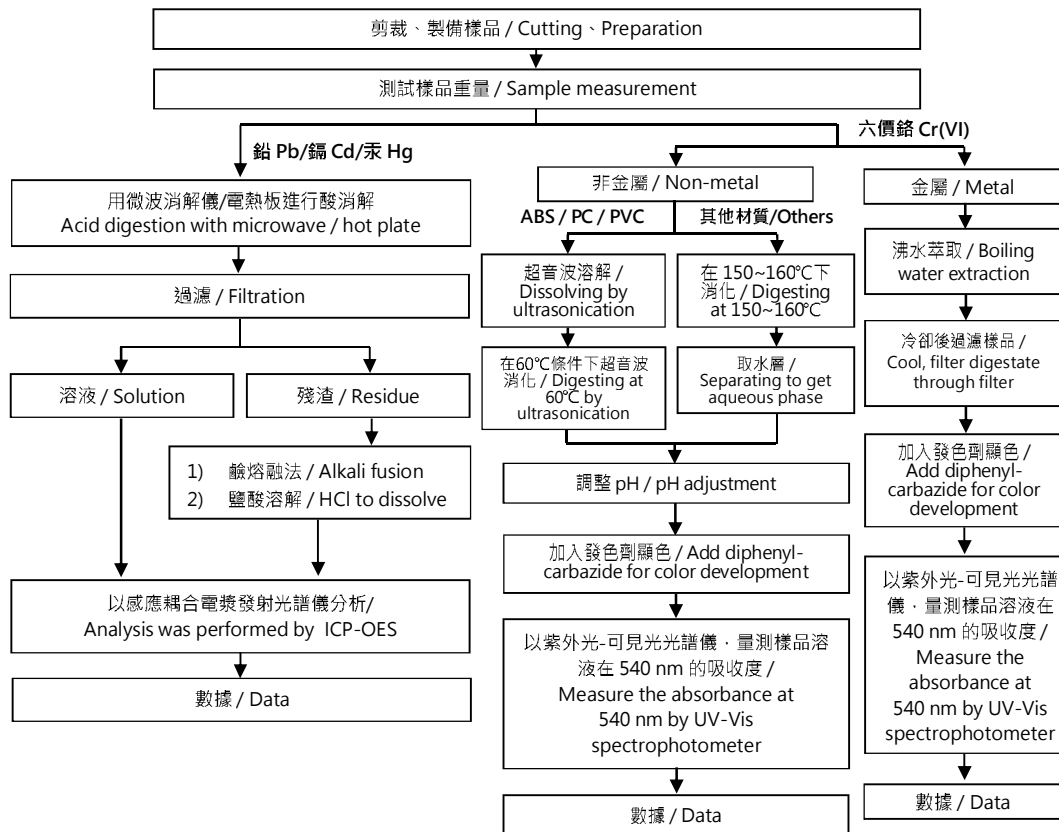 剪裁、製備樣品 / Cutting、Preparation
測試樣品重量 / Sample measurement
鉛 Pb/鎘 Cd/汞 Hg
六價鉻 Cr(VI)
用微波消解儀/電熱板進行酸消解
Acid digestion with microwave / hot plate
過濾 / Filtration
溶液 / Solution
殘渣 / Residue
1) 鹼熔融法 / Alkali fusion
2) 鹽酸溶解 / HCl to dissolve
以感應耦合電漿發射光譜儀分析/
Analysis was performed by ICP-OES
數據 / Data
非金屬 / Non-metal
ABS / PC / PVC
其他材質/Others
超音波溶解 /
Dissolving by
ultrasonication
在 150~160℃下
消化 / Digesting
at 150~160℃
在60℃條件下超音波
消化 / Digesting at
60℃ by
ultrasonication
取水層 /
Separating to get
aqueous phase
調整 pH / pH adjustment
加入發色劑顯色 / Add diphenyl-
carbazide for color development
以紫外光-可見光光譜儀，量測樣品溶
液在 540 nm 的吸收度 /
Measure the absorbance at
540 nm by UV-Vis
spectrophotometer
數據 / Data
金屬 / Metal
沸水萃取 / Boiling
water extraction
冷卻後過濾樣品 /
Cool, filter digestate
through filter
加入發色劑顯色 /
Add diphenyl-
carbazide for color
development
以紫外光-可見光光譜
儀，量測樣品溶液在
540 nm 的吸收度 /
Measure the
absorbance at
540 nm by UV-Vis
spectrophotometer
數據 / Data